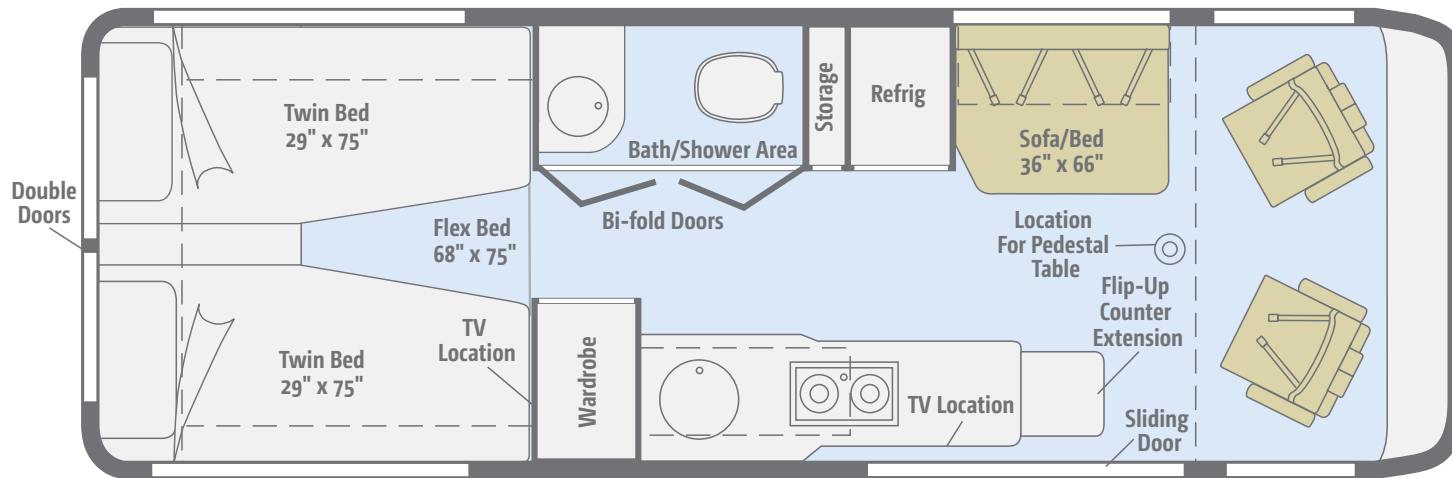 Twin Bed
29" x 75"
Double
Doors
Flex Bed
68" x 75"
Twin Bed
29" x 75"
TV
Location
Bath/Shower Area
Bi-fold Doors
Storage
Refrig
Sofa/Bed
36" x 66"
Location
For Pedestal
Table
Flip-Up
Counter
Extension
Wardrobe
TV Location
Sliding
Door